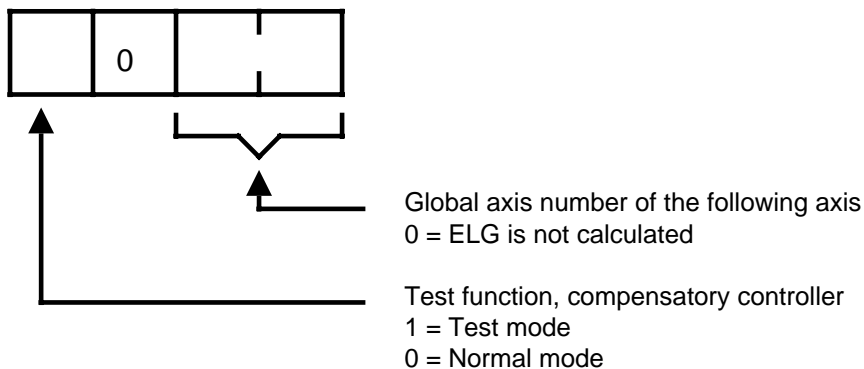 0
Global axis number of the following axis
0 = ELG is not calculated
Test function, compensatory controller
1 = Test mode
0 = Normal mode